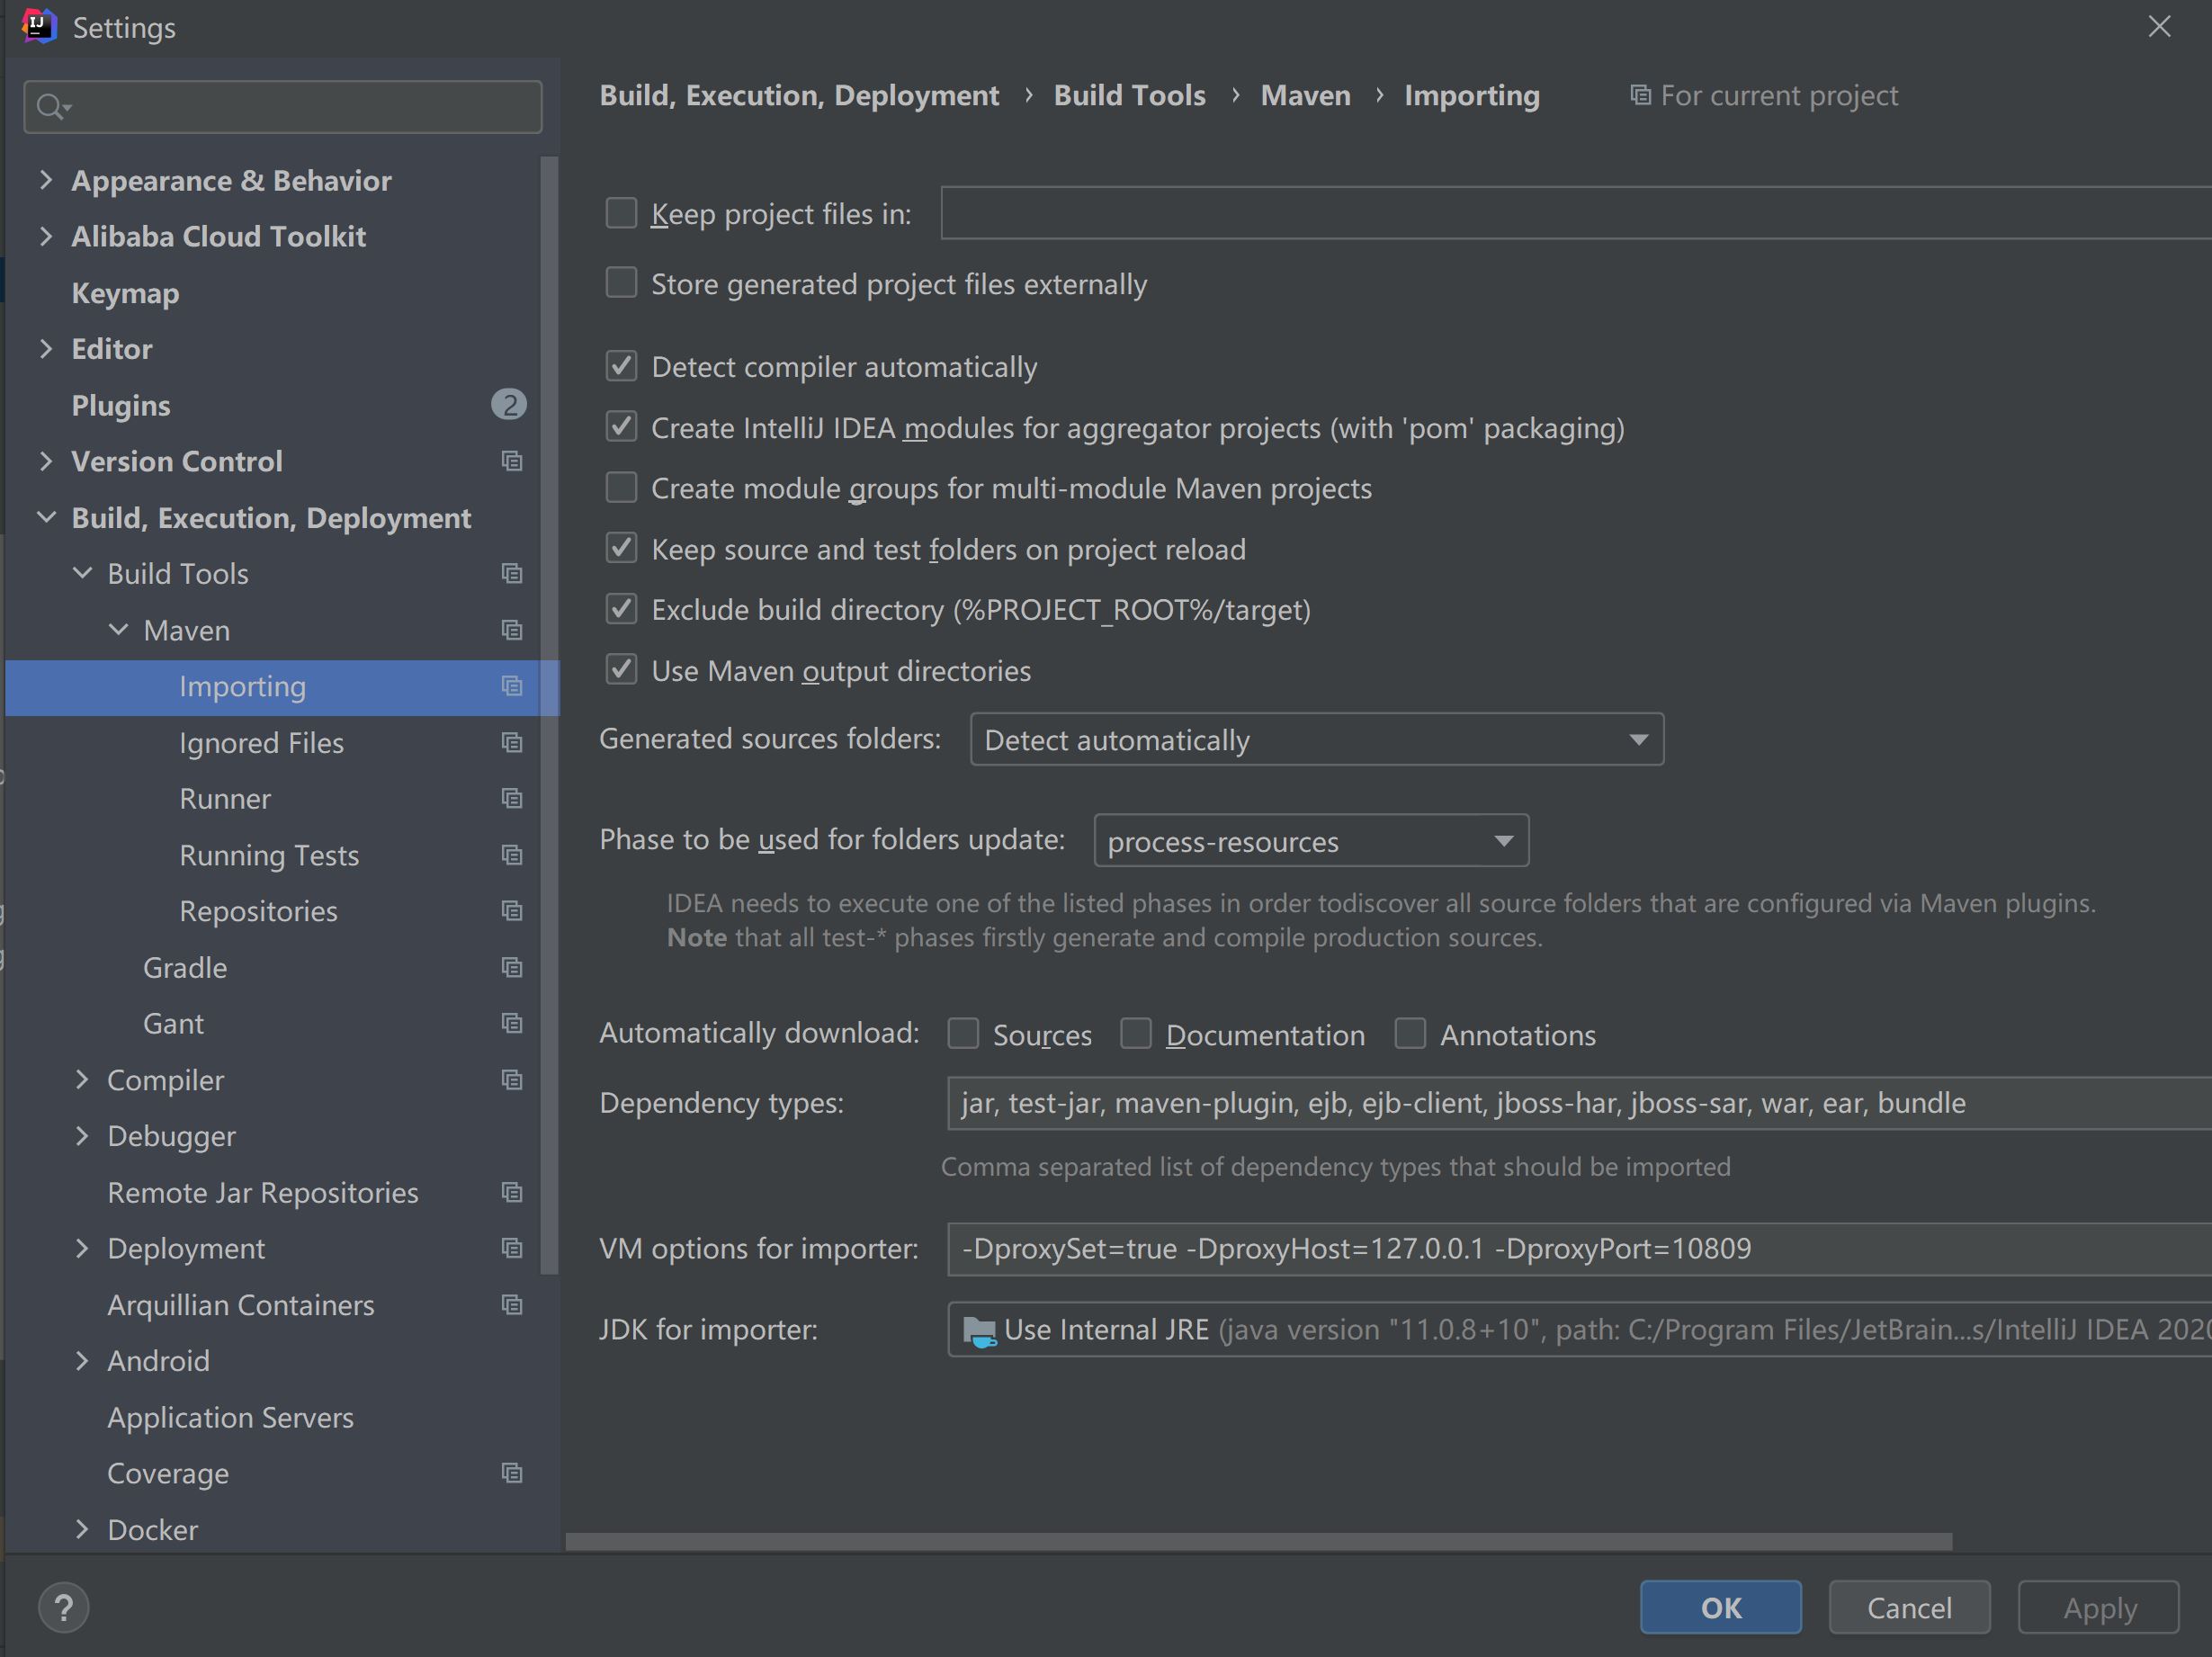 Settings
Appearance & Behavior
Alibaba Cloud Toolkit
Keymap
Editor
Plugins 2
Version Control
Build, Execution, Deployment
Build Tools
Maven
Importing
Ignored Files
Runner
Running Tests
Repositories
Gradle
Gant
Compiler
Debugger
Remote Jar Repositories
Deployment
Arquillian Containers
Android
Application Servers
Coverage
Docker
Build, Execution, Deployment › Build Tools › Maven › Importing For current project
Keep project files in:
Store generated project files externally
Detect compiler automatically
Create IntelliJ IDEA modules for aggregator projects (with 'pom' packaging)
Create module groups for multi-module Maven projects
Keep source and test folders on project reload
Exclude build directory (%PROJECT_ROOT%/target)
Use Maven output directories
Generated sources folders: Detect automatically
Phase to be used for folders update: process-resources
IDEA needs to execute one of the listed phases in order todiscover all source folders that are configured via Maven plugins.
Note that all test-* phases firstly generate and compile production sources.
Automatically download: Sources Documentation Annotations
Dependency types: jar, test-jar, maven-plugin, ejb, ejb-client, jboss-har, jboss-sar, war, ear, bundle
Comma separated list of dependency types that should be imported
VM options for importer: -DproxySet=true -DproxyHost=127.0.0.1 -DproxyPort=10809
JDK for importer: Use Internal JRE (java version "11.0.8+10", path: C:/Program Files/JetBrain...s/IntelliJ IDEA 2020
? OK Cancel Apply